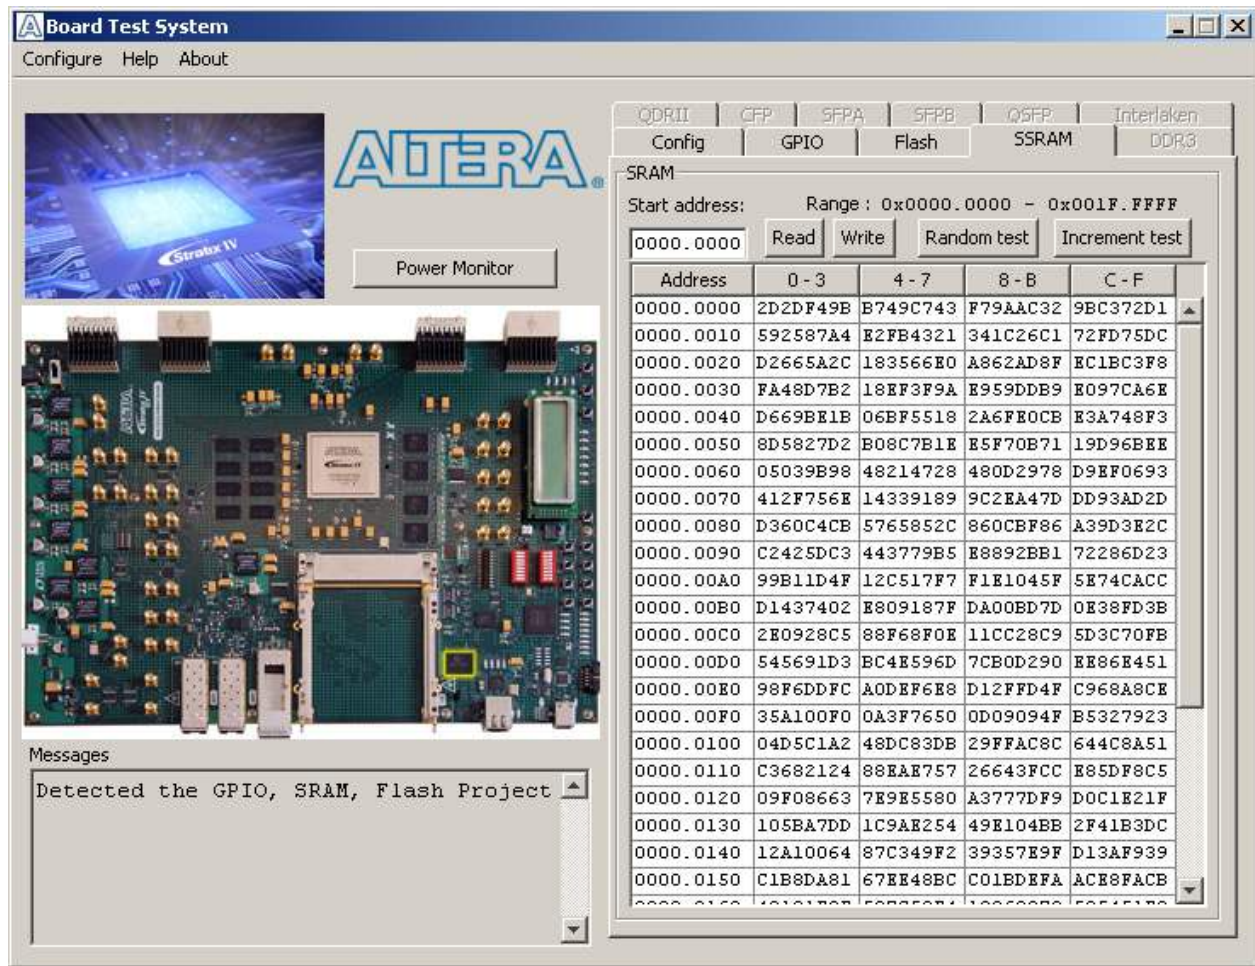 ALTERA Board Test System
Configure Help About
Stratix IV
ALTERA®
Power Monitor
QDRII CFP SFPA SFPB QSFP Interlaken
Config GPIO Flash SSRAM DDR3
SRAM
Start address: Range : 0x0000.0000 - 0x001F.FFFF
0000.0000 Read Write Random test Increment test
Address 0 - 3 4 - 7 8 - B C - F
0000.0000 2D2DF49B B749C743 F79AAC32 9BC372D1
0000.0010 592587A4 E2FB4321 341C26C1 72FD75DC
0000.0020 D2665A2C 183566E0 A862AD8F EC1BC3F8
0000.0030 FA48D7B2 18EF3F9A E959DDB9 E097CA6E
0000.0040 D669BE1B 06BF5518 2A6FE0CB E3A748F3
0000.0050 8D5827D2 B08C7B1E E5F70B71 19D96BEE
0000.0060 05039B98 48214728 480D2978 D9EF0693
0000.0070 412F756E 14339189 9C2EA47D DD93AD2D
0000.0080 D360C4CB 5765852C 860CBF86 A39D3E2C
0000.0090 C2425DC3 443779B5 E8892BB1 72286D23
0000.00A0 99B11D4F 12C517F7 F1E1045F 5E74CACC
0000.00B0 D1437402 E809187F DA00BD7D 0E38FD3B
0000.00C0 2E0928C5 88F68F0E 11CC28C9 5D3C70FB
0000.00D0 545691D3 BC4E596D 7CB0D290 EE86E451
0000.00E0 98F6DDFC A0DEF6E8 D12FFD4F C968A8CE
0000.00F0 35A100F0 0A3F7650 0D09094F B5327923
0000.0100 04D5C1A2 48DC83DB 29FFAC8C 644C8A51
0000.0110 C3682124 88EAE757 26643FCC E85DF8C5
0000.0120 09F08663 7E9E5580 A3777DF9 D0C1E21F
0000.0130 105BA7DD 1C9AE254 49E104BB 2F41B3DC
0000.0140 12A10064 87C349F2 39357E9F D13AF939
0000.0150 C1B8DA81 67EE48BC C01BDEFA ACE8FACB
Messages
Detected the GPIO, SRAM, Flash Project